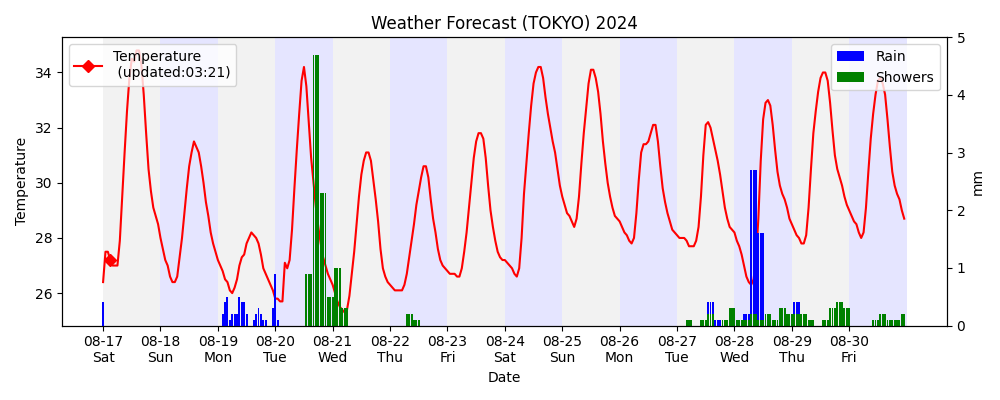 Weather Forecast (TOKYO) 2024
Temperature
(updated:03:21)
Rain
Showers
Temperature
34
32
30
28
26
5
4
3
2
1
0
mm
08-17 08-18 08-19 08-20 08-21 08-22 08-23 08-24 08-25 08-26 08-27 08-28 08-29 08-30
Sat Sun Mon Tue Wed Thu Fri Sat Sun Mon Tue Wed Thu Fri
Date